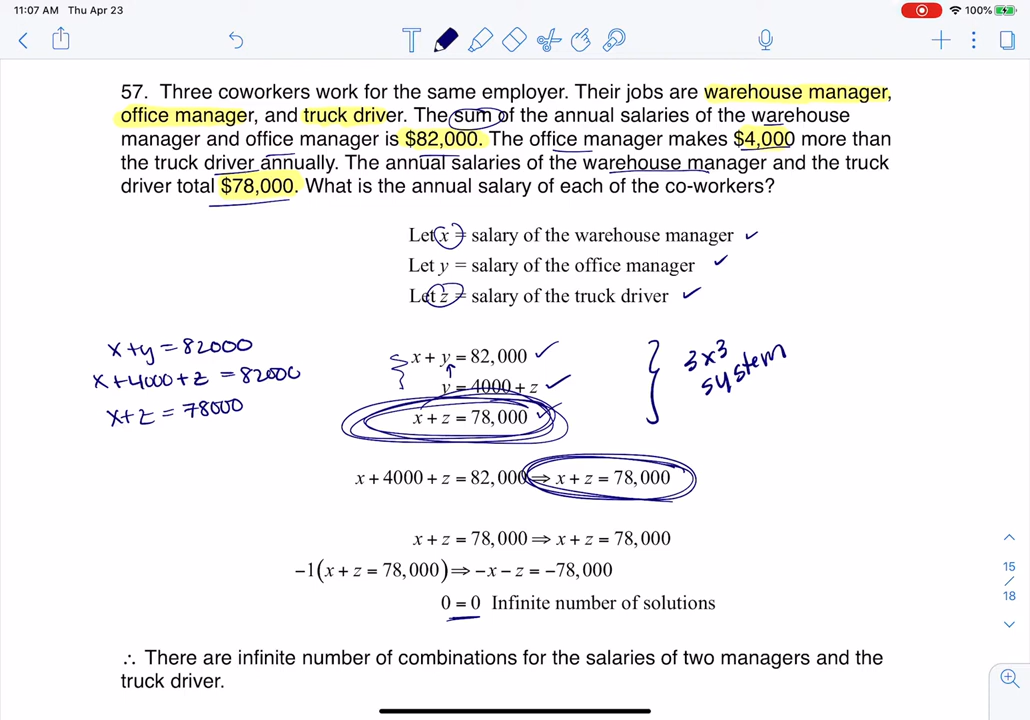 11:07 AM Thu Apr 23
100%
57. Three coworkers work for the same employer. Their jobs are warehouse manager,
office manager, and truck driver. The sum of the annual salaries of the warehouse
manager and office manager is $82,000. The office manager makes $4,000 more than
the truck driver annually. The annual salaries of the warehouse manager and the truck
driver total $78,000. What is the annual salary of each of the co-workers?
Let x = salary of the warehouse manager
Let y = salary of the office manager
Let z = salary of the truck driver
x+y = 82000
x+4000+z = 82000
x+z = 78000
x + y = 82,000
y = 4000 + z
x + z = 78,000
3x3
system
x + 4000 + z = 82,000 ⇒ x + z = 78,000
x + z = 78,000 ⇒ x + z = 78,000
−1(x + z = 78,000) ⇒ −x − z = −78,000
0 = 0 Infinite number of solutions
∴ There are infinite number of combinations for the salaries of two managers and the
truck driver.
15
/
18